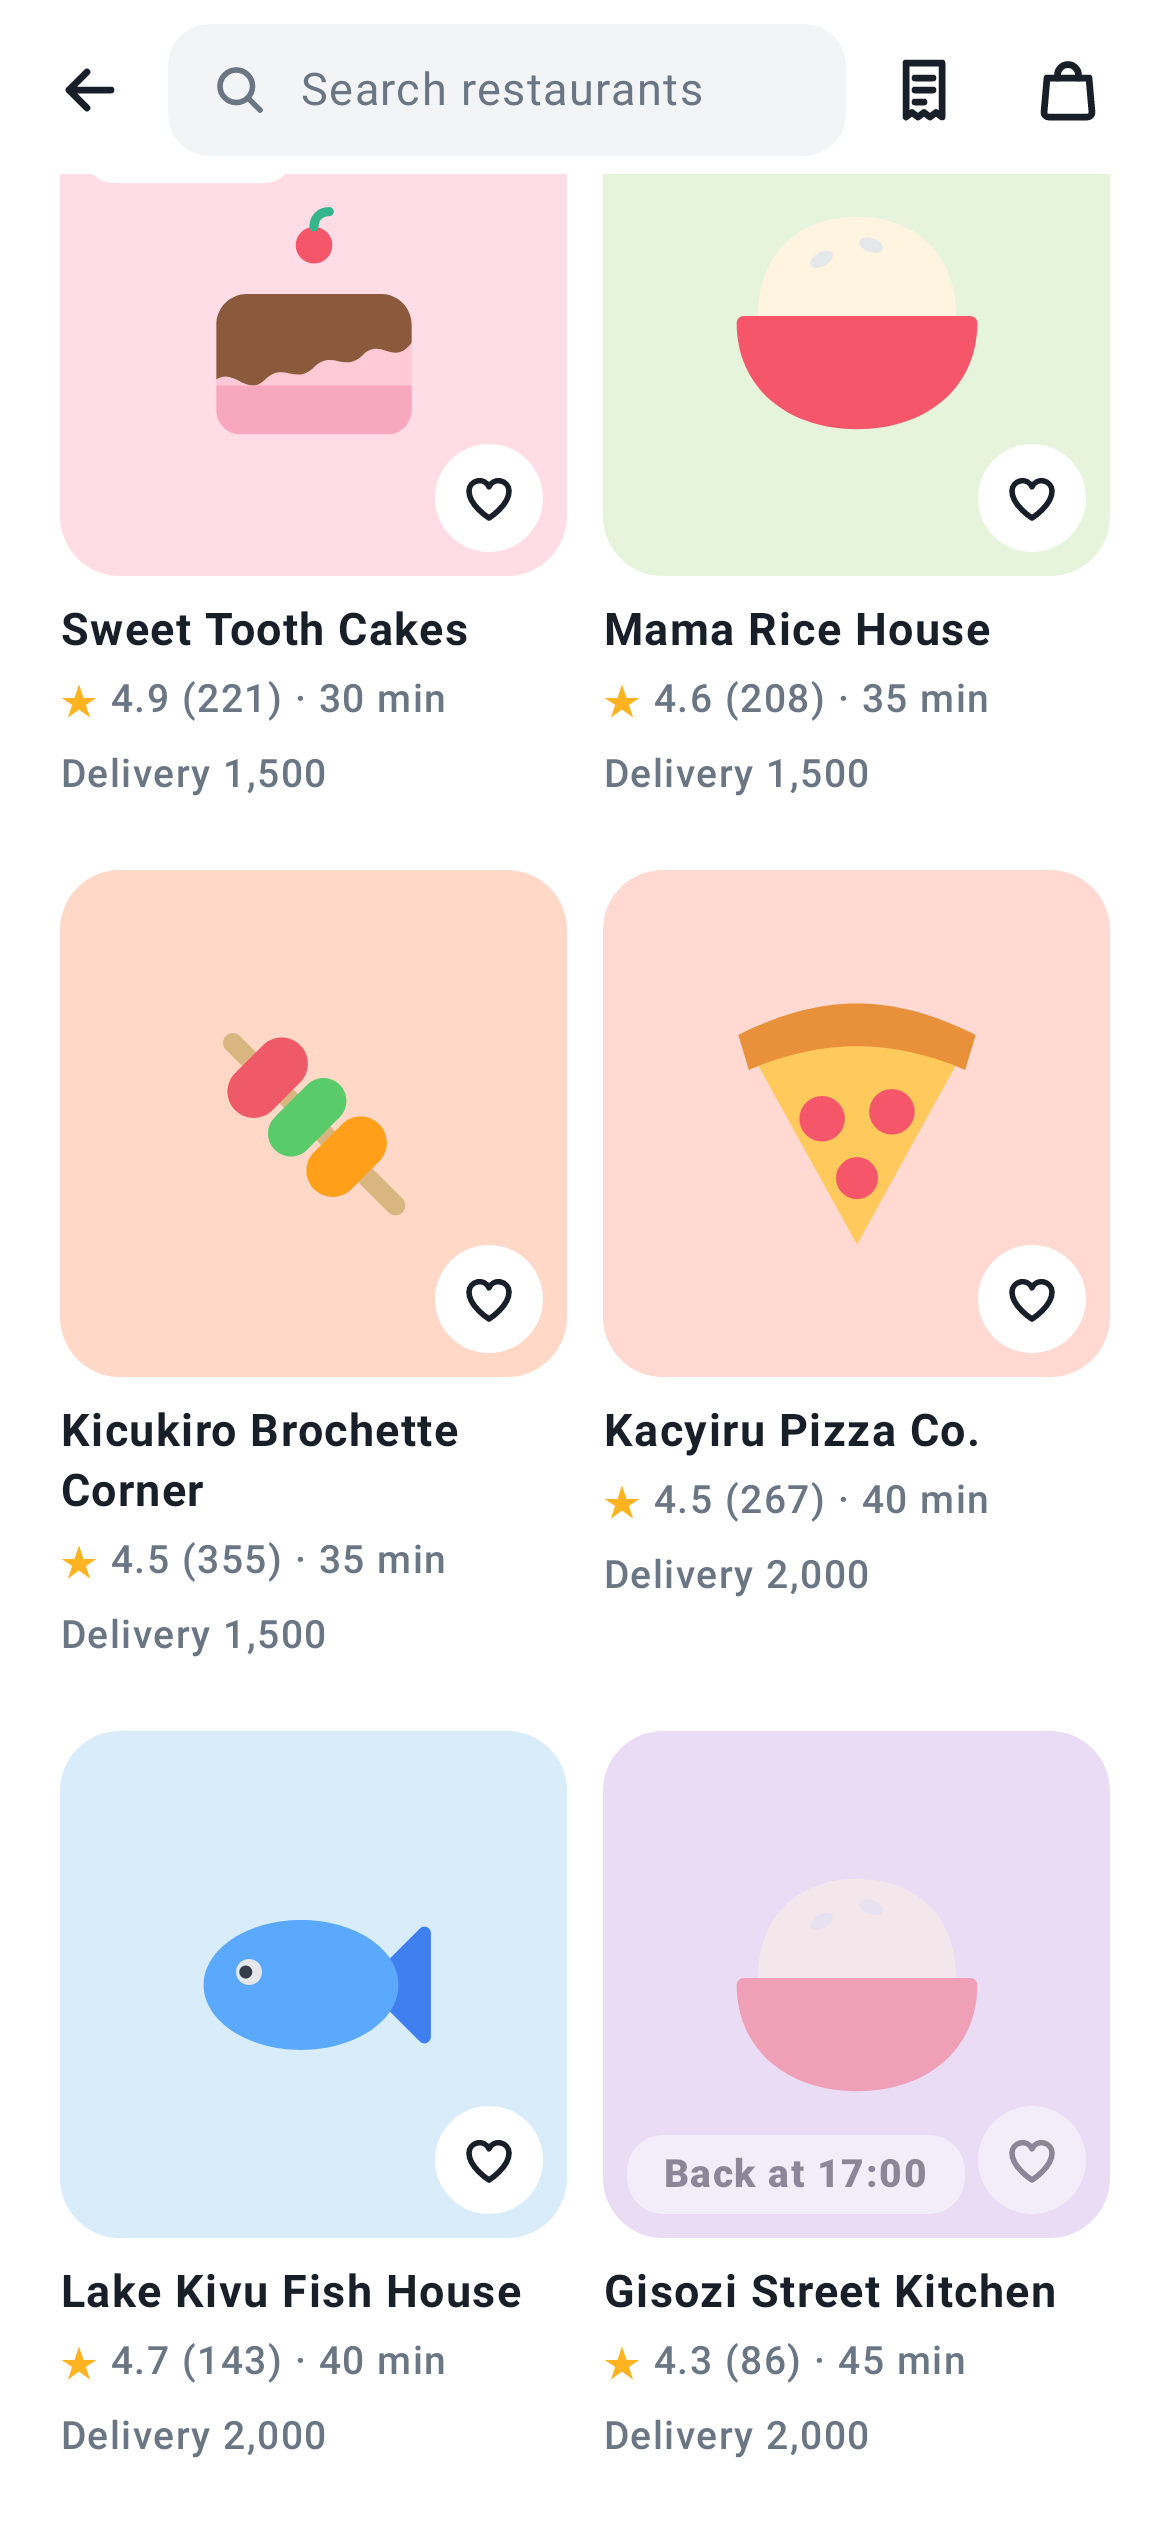 Search restaurants
Sweet Tooth Cakes
4.9 (221) · 30 min
Delivery 1,500
Mama Rice House
4.6 (208) · 35 min
Delivery 1,500
Kicukiro Brochette
Corner
4.5 (355) · 35 min
Delivery 1,500
Kacyiru Pizza Co.
4.5 (267) · 40 min
Delivery 2,000
Lake Kivu Fish House
4.7 (143) · 40 min
Delivery 2,000
Back at 17:00
Gisozi Street Kitchen
4.3 (86) · 45 min
Delivery 2,000